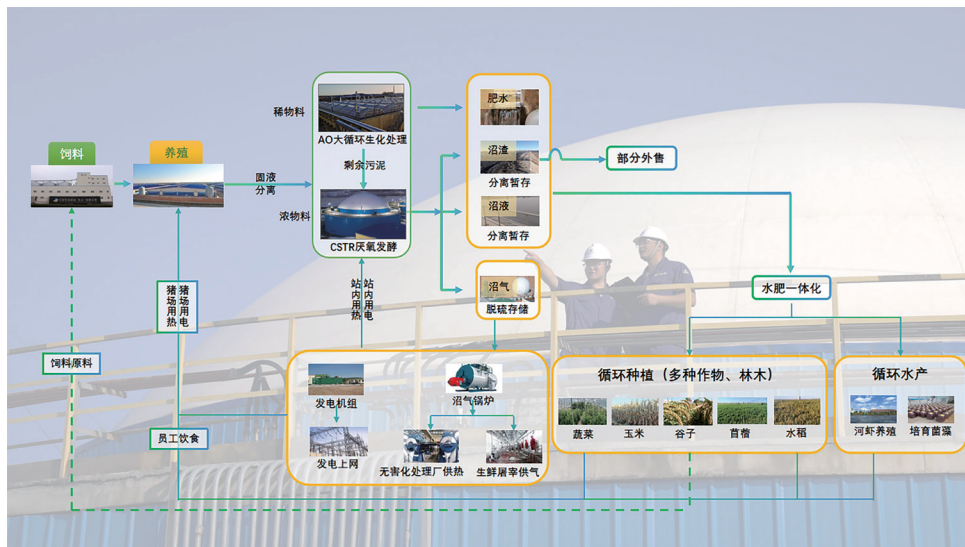 饲料
养殖
固液
分离
稀物料
浓物料
AO大循环生化处理
剩余污泥
CSTR厌氧发酵
肥水
沼渣
分离暂存
沼液
分离暂存
部分外售
沼气
脱硫存储
水肥一体化
猪场用热
猪场用电
站内用热
站内用电
饲料原料
员工饮食
发电机组
发电上网
沼气锅炉
无害化处理厂供热
生鲜屠宰供气
循环种植（多种作物、林木）
蔬菜
玉米
谷子
苜蓿
水稻
循环水产
河虾养殖
培育菌藻